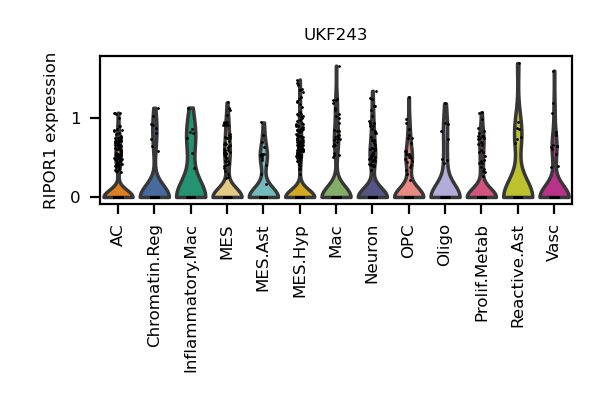 UKF243
RIPOR1 expression
1
0
AC
Chromatin.Reg
Inflammatory.Mac
MES
MES.Ast
MES.Hyp
Mac
Neuron
OPC
Oligo
Prolif.Metab
Reactive.Ast
Vasc